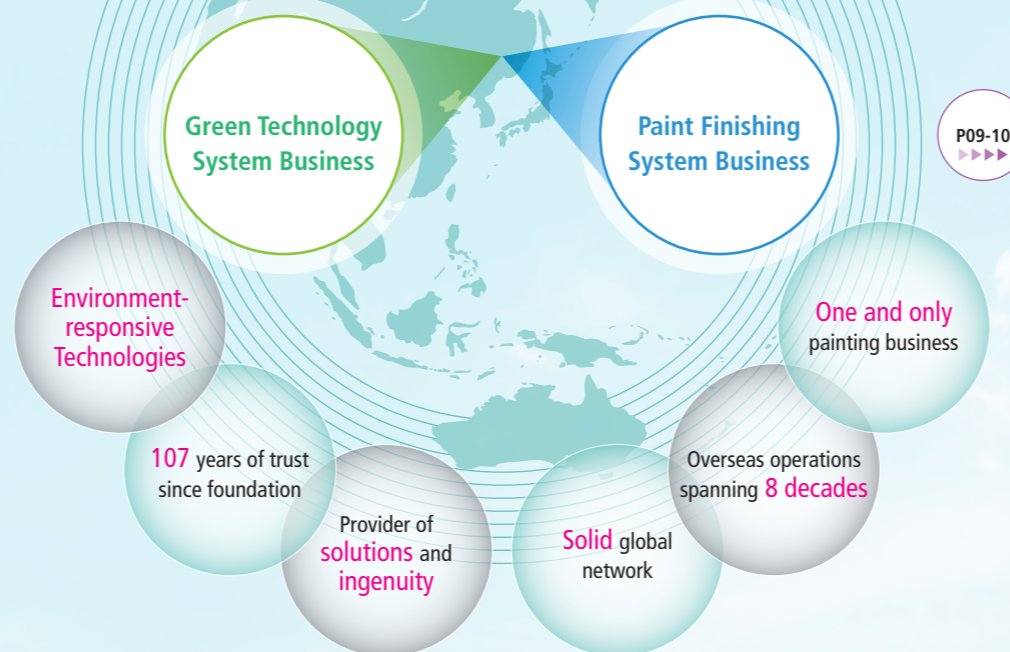 Green Technology
System Business
Paint Finishing
System Business
P09-10
Environment-
responsive
Technologies
107 years of trust
since foundation
Provider of
solutions and
ingenuity
Solid global
network
Overseas operations
spanning 8 decades
One and only
painting business